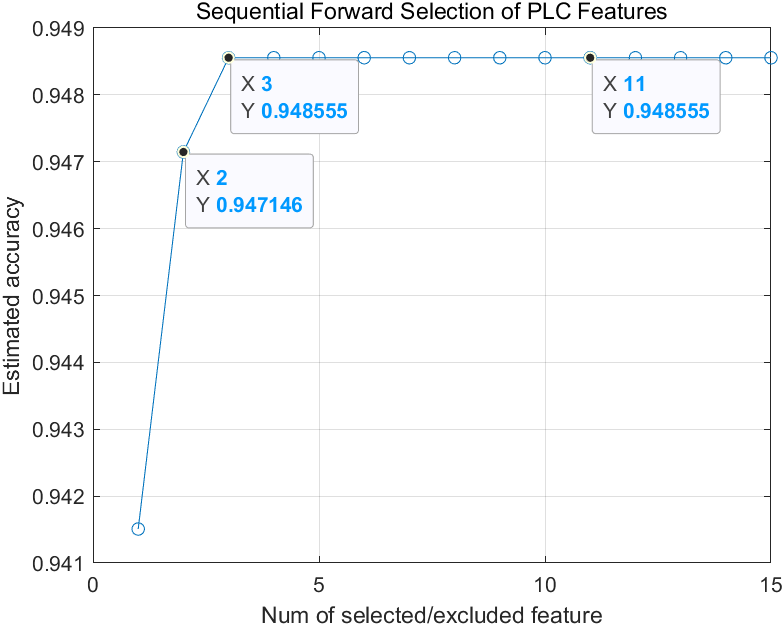 Sequential Forward Selection of PLC Features
0.949
0.948
0.947
0.946
0.945
0.944
0.943
0.942
0.941
Estimated accuracy
X 3
Y 0.948555
X 11
Y 0.948555
X 2
Y 0.947146
0
5
10
15
Num of selected/excluded feature